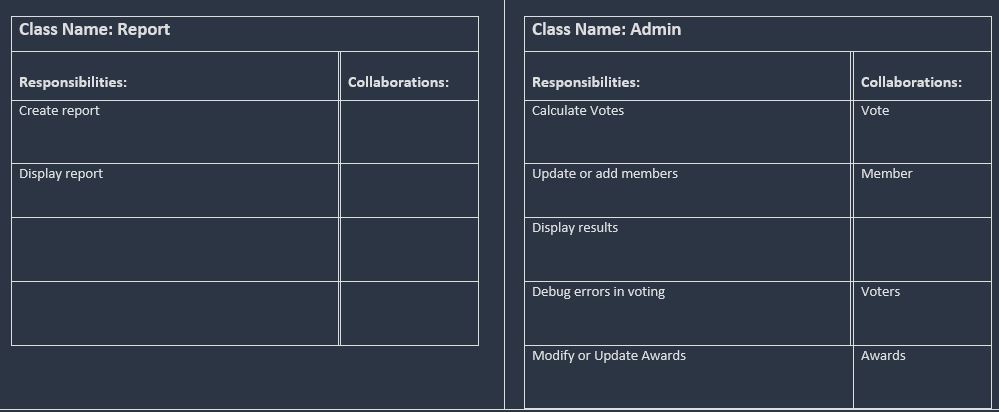 Class Name: Report
Responsibilities:
Collaborations:
Create report
Display report
Class Name: Admin
Responsibilities:
Collaborations:
Calculate Votes
Vote
Update or add members
Member
Display results
Debug errors in voting
Voters
Modify or Update Awards
Awards